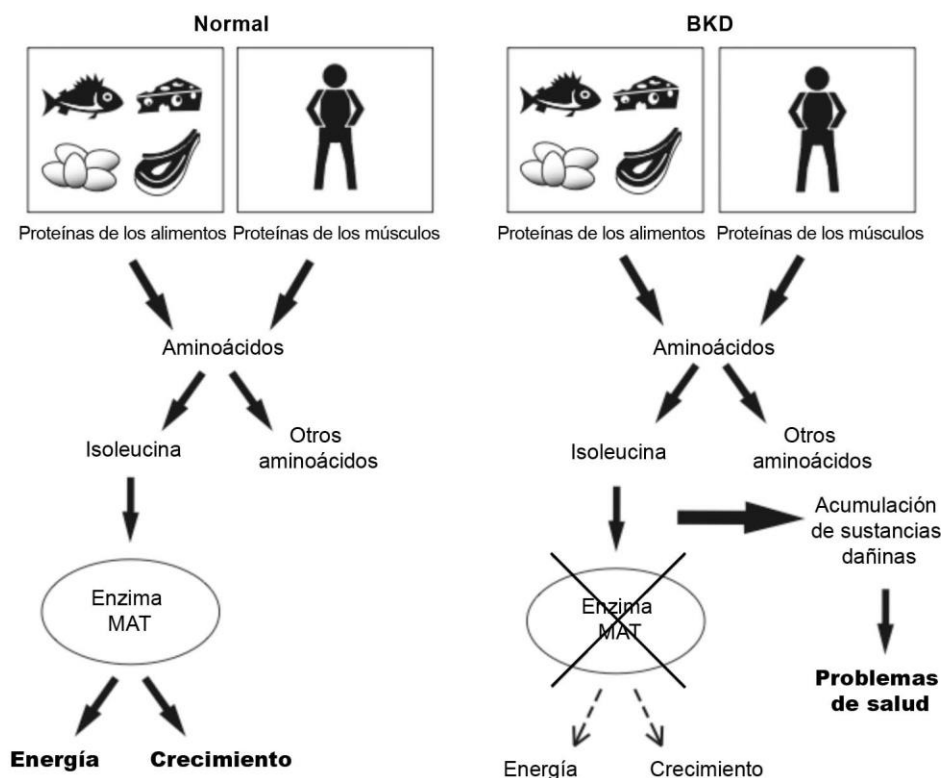 Normal
Proteínas de los alimentos
Proteínas de los músculos
Aminoácidos
Isoleucina
Otros
aminoácidos
Enzima
MAT
Energía
Crecimiento
BKD
Proteínas de los alimentos
Proteínas de los músculos
Aminoácidos
Isoleucina
Otros
aminoácidos
Acumulación
de sustancias
dañinas
Enzima
MAT
Problemas
de salud
Energía
Crecimiento